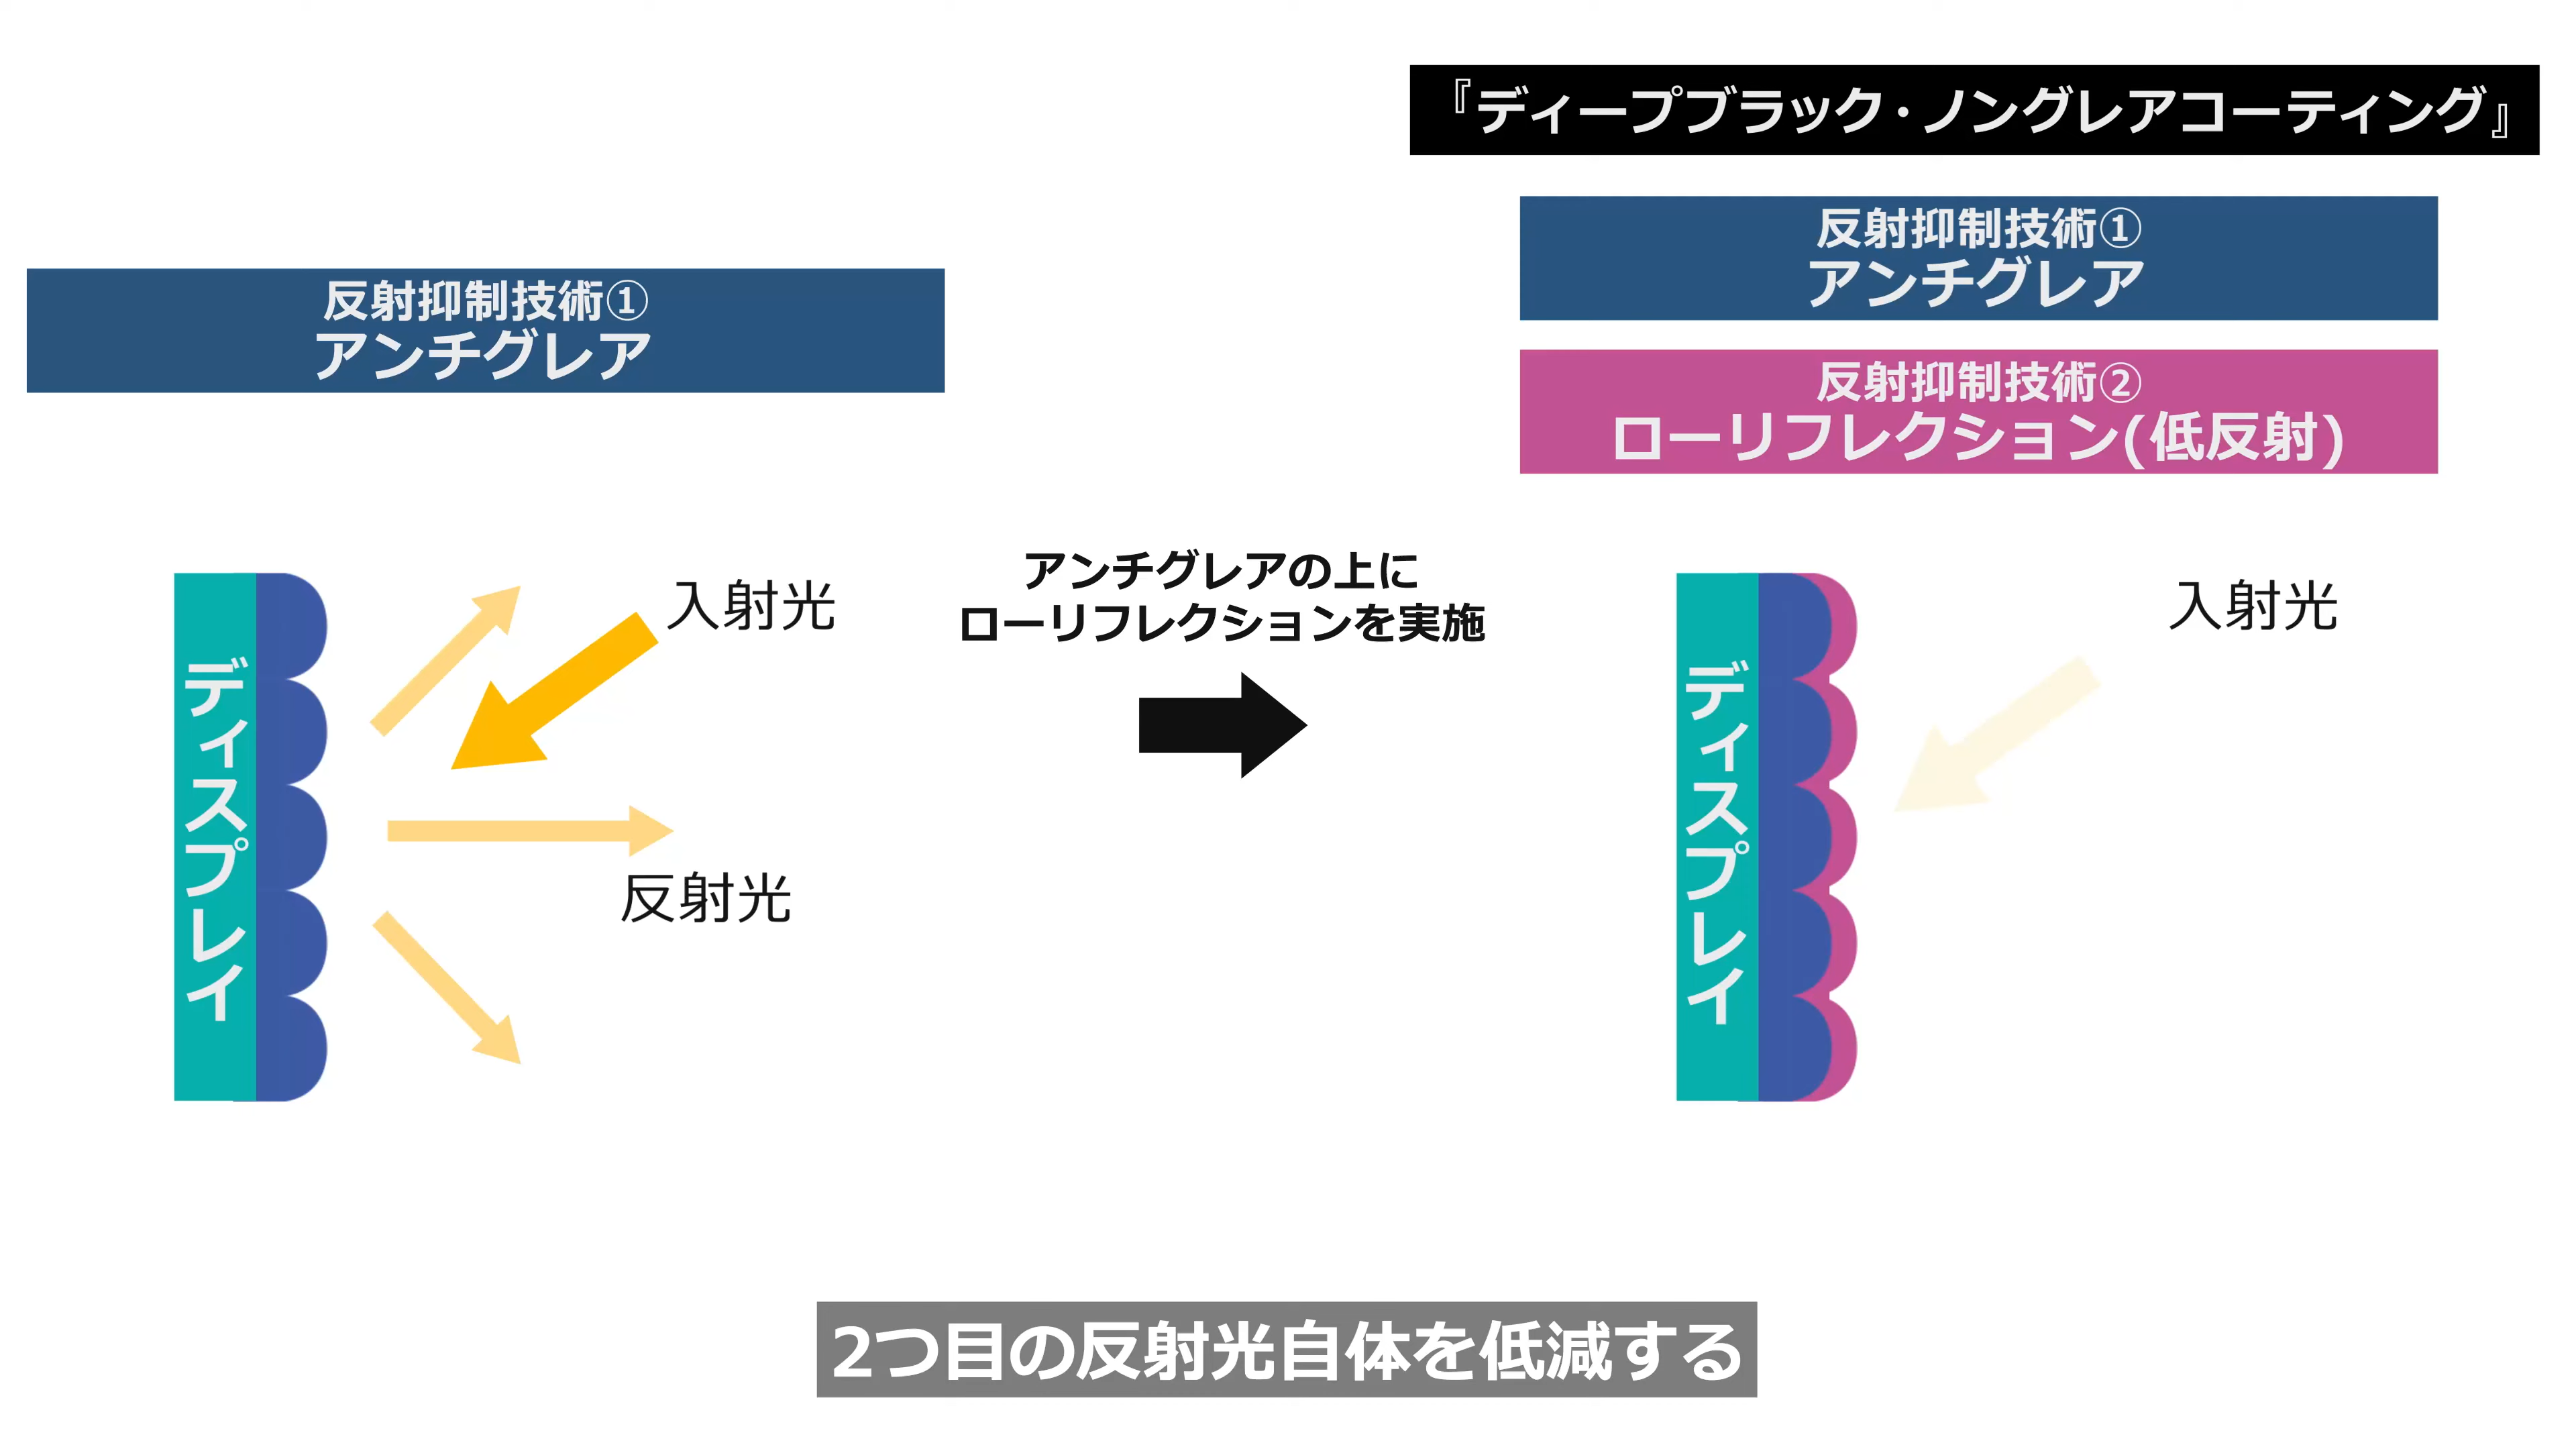 『ディープブラック・ノングレアコーティング』
反射抑制技術①
アンチグレア
反射抑制技術①
アンチグレア
反射抑制技術②
ローリフレクション(低反射)
ディスプレイ
入射光
反射光
アンチグレアの上に
ローリフレクションを実施
ディスプレイ
入射光
2つ目の反射光自体を低減する